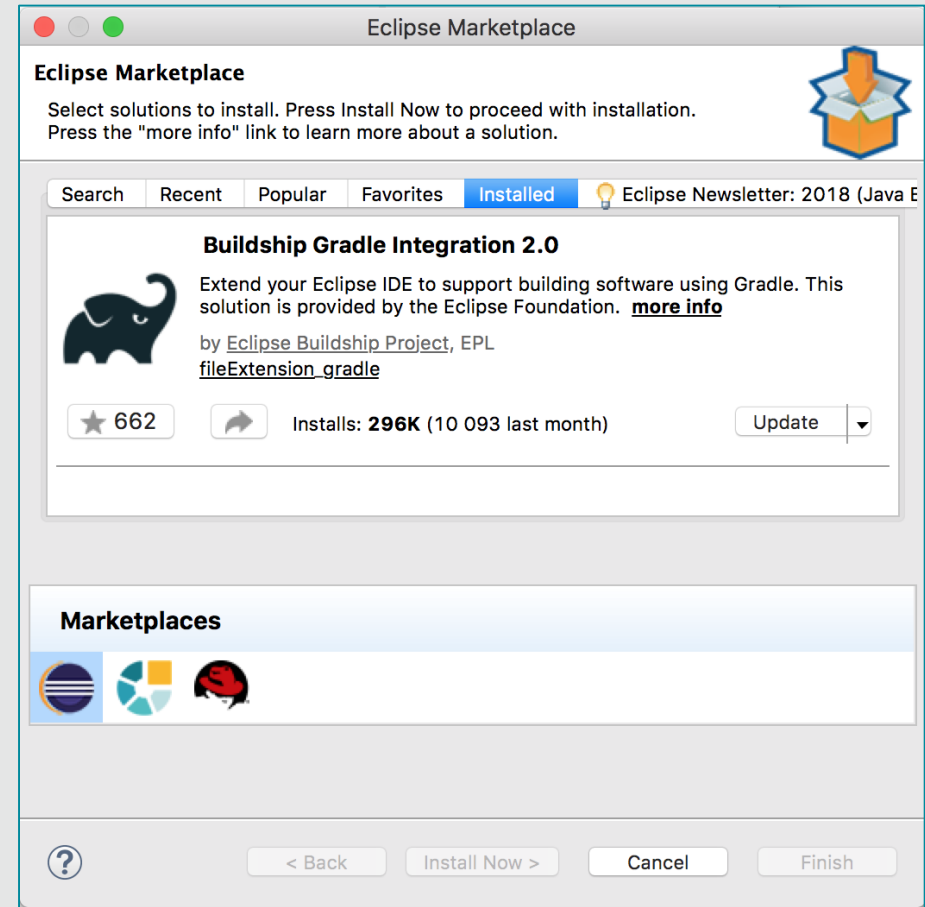 Eclipse Marketplace
Eclipse Marketplace
Select solutions to install. Press Install Now to proceed with installation.
Press the "more info" link to learn more about a solution.
Search Recent Popular Favorites Installed Eclipse Newsletter: 2018 (Java E
Buildship Gradle Integration 2.0
Extend your Eclipse IDE to support building software using Gradle. This
solution is provided by the Eclipse Foundation. more info
by Eclipse Buildship Project, EPL
fileExtension_gradle
662 Installs: 296K (10 093 last month) Update
Marketplaces
? < Back Install Now > Cancel Finish